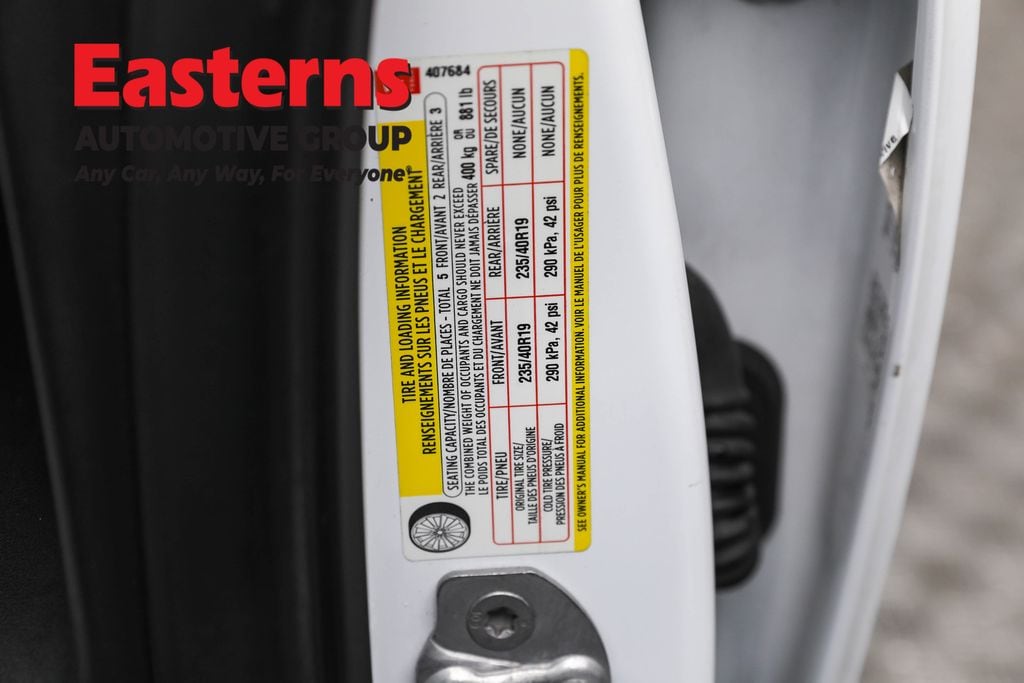 Easterns
AUTOMOTIVE GROUP
Any Car, Any Way, For Everyone®
407684
TIRE AND LOADING INFORMATION
RENSEIGNEMENTS SUR LES PNEUS ET LE CHARGEMENT
SEATING CAPACITY/NOMBRE DE PLACES - TOTAL 5 FRONT/AVANT 2 REAR/ARRIÈRE 3
THE COMBINED WEIGHT OF OCCUPANTS AND CARGO SHOULD NEVER EXCEED
LE POIDS TOTAL DES OCCUPANTS ET DU CHARGEMENT NE DOIT JAMAIS DÉPASSER 400 kg OR OU 881 lb
TIRE/PNEU FRONT/AVANT REAR/ARRIÈRE SPARE/DE SECOURS
ORIGINAL TIRE SIZE/
TAILLE DES PNEUS D'ORIGINE 235/40R19 235/40R19 NONE/AUCUN
COLD TIRE PRESSURE/
PRESSION DES PNEUS À FROID 290 kPa, 42 psi 290 kPa, 42 psi NONE/AUCUN
SEE OWNER'S MANUAL FOR ADDITIONAL INFORMATION.VOIR LE MANUEL DE L'USAGER POUR PLUS DE RENSEIGNEMENTS.